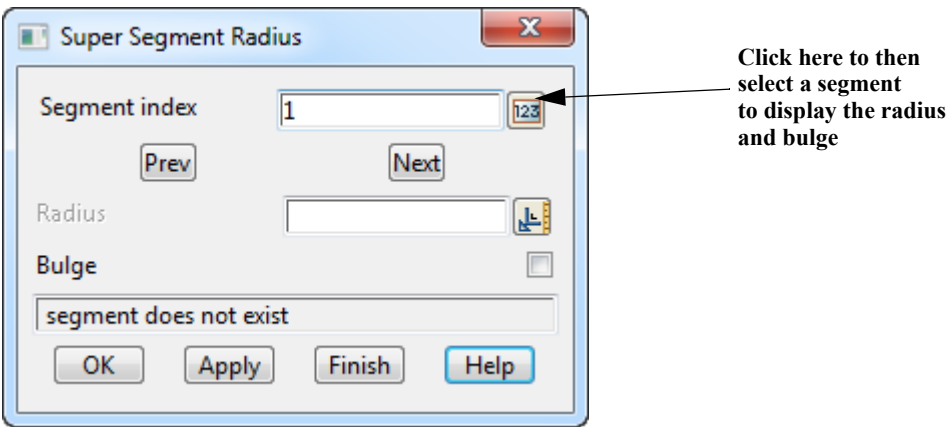 Super Segment Radius
Segment index 1 123
Prev Next
Radius
Bulge
segment does not exist
OK Apply Finish Help
Click here to then
select a segment
to display the radius
and bulge